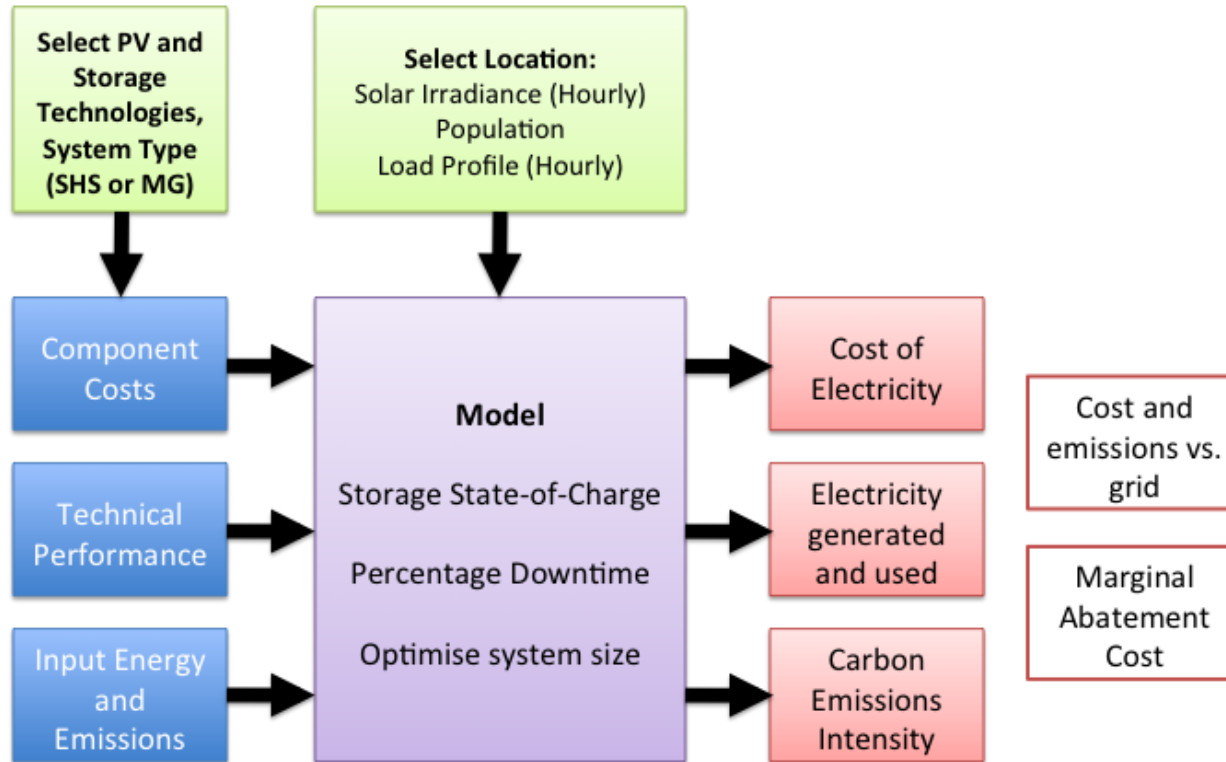 Select PV and
Storage
Technologies,
System Type
(SHS or MG)
Select Location:
Solar Irradiance (Hourly)
Population
Load Profile (Hourly)
Component
Costs
Technical
Performance
Input Energy
and
Emissions
Model
Storage State-of-Charge
Percentage Downtime
Optimise system size
Cost of
Electricity
Electricity
generated
and used
Carbon
Emissions
Intensity
Cost and
emissions vs.
grid
Marginal
Abatement
Cost